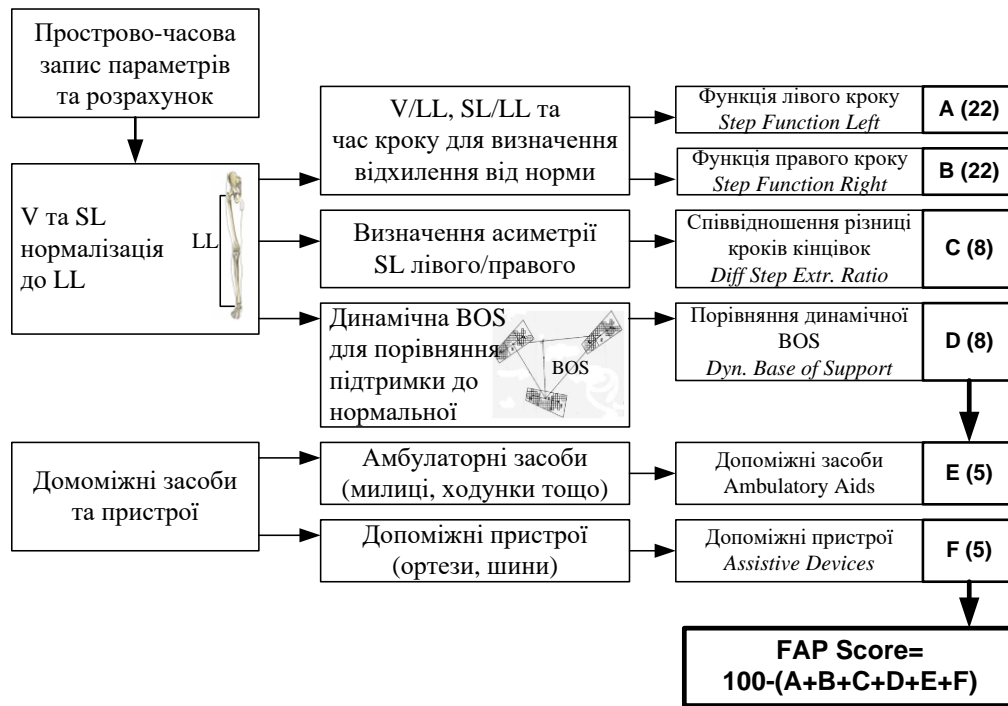 Прострово-часова
запис параметрів
та розрахунок
V та SL
нормалізація
до LL
LL
V/LL, SL/LL та
час кроку для визначення
відхилення від норми
Функція лівого кроку
Step Function Left
A (22)
Функція правого кроку
Step Function Right
B (22)
Визначення асиметрії
SL лівого/правого
Співвідношення різниці
кроків кінцівок
Diff Step Extr. Ratio
C (8)
Динамічна BOS
для порівняння
підтримки до
нормальної
BOS
Порівняння динамічної
BOS
Dyn. Base of Support
D (8)
Домоміжні засоби
та пристрої
Амбулаторні засоби
(милиці, ходунки тощо)
Допоміжні засоби
Ambulatory Aids
E (5)
Допоміжні пристрої
(ортези, шини)
Допоміжні пристрої
Assistive Devices
F (5)
FAP Score=
100-(A+B+C+D+E+F)